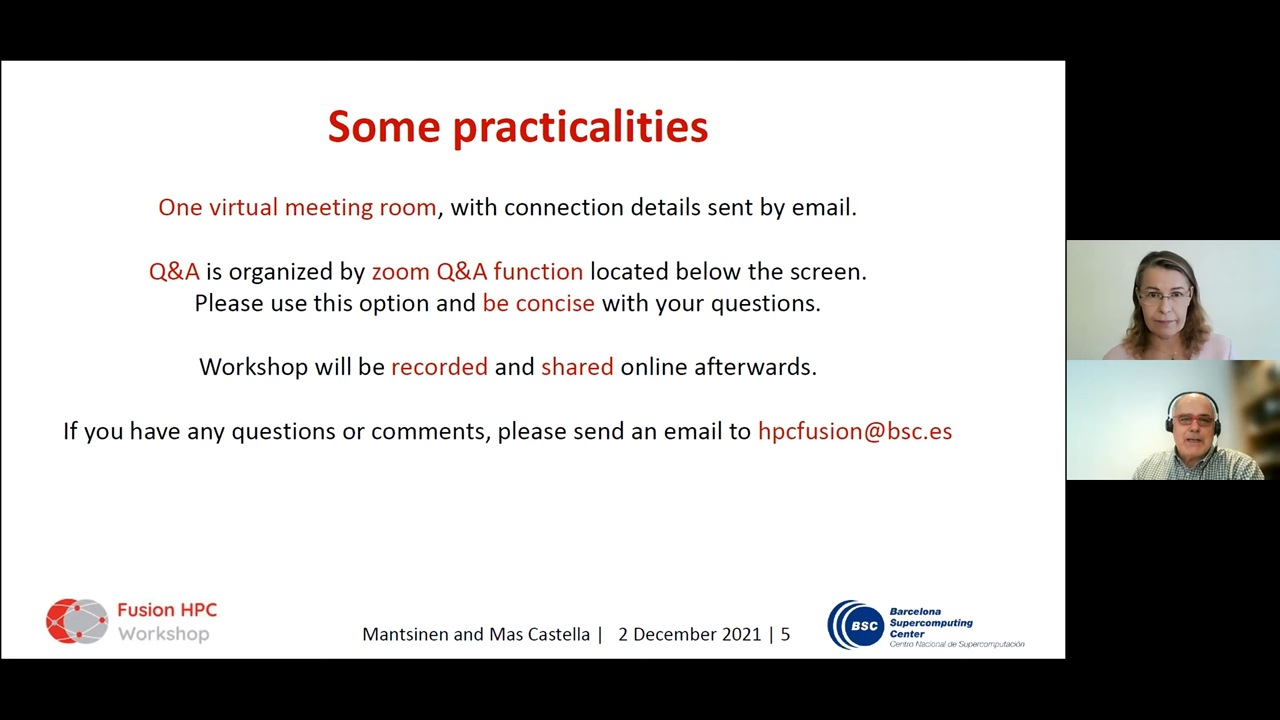 Some practicalities
One virtual meeting room, with connection details sent by email.
Q&A is organized by zoom Q&A function located below the screen.
Please use this option and be concise with your questions.
Workshop will be recorded and shared online afterwards.
If you have any questions or comments, please send an email to hpcfusion@bsc.es
Fusion HPC
Workshop
Mantsinen and Mas Castella | 2 December 2021 | 5
BSC
Barcelona
Supercomputing
Center
Centro Nacional de Supercomputación